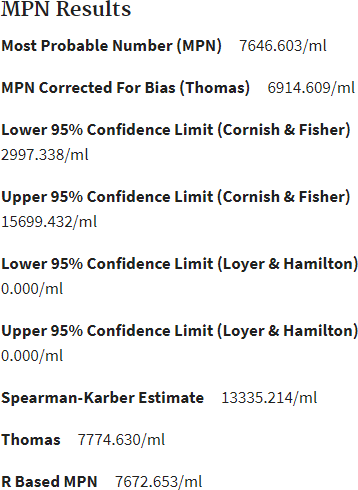 MPN Results
Most Probable Number (MPN) 7646.603/ml
MPN Corrected For Bias (Thomas) 6914.609/ml
Lower 95% Confidence Limit (Cornish & Fisher)
2997.338/ml
Upper 95% Confidence Limit (Cornish & Fisher)
15699.432/ml
Lower 95% Confidence Limit (Loyer & Hamilton)
0.000/ml
Upper 95% Confidence Limit (Loyer & Hamilton)
0.000/ml
Spearman-Karber Estimate 13335.214/ml
Thomas 7774.630/ml
R Based MPN 7672.653/ml